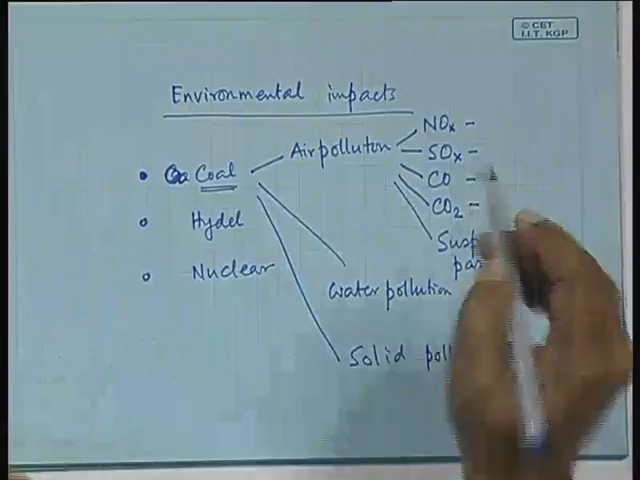 © CET
I.I.T. KGP
Environmental impacts
Air pollution
NOx -
SOx -
CO -
CO2 -
• Coal
• Hydel
• Nuclear
Water pollution
Solid